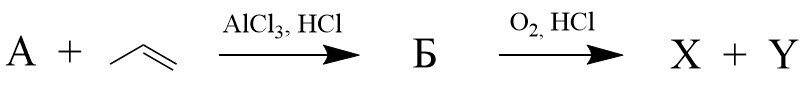 А + AlCl₃, HCl Б O₂, HCl X + Y